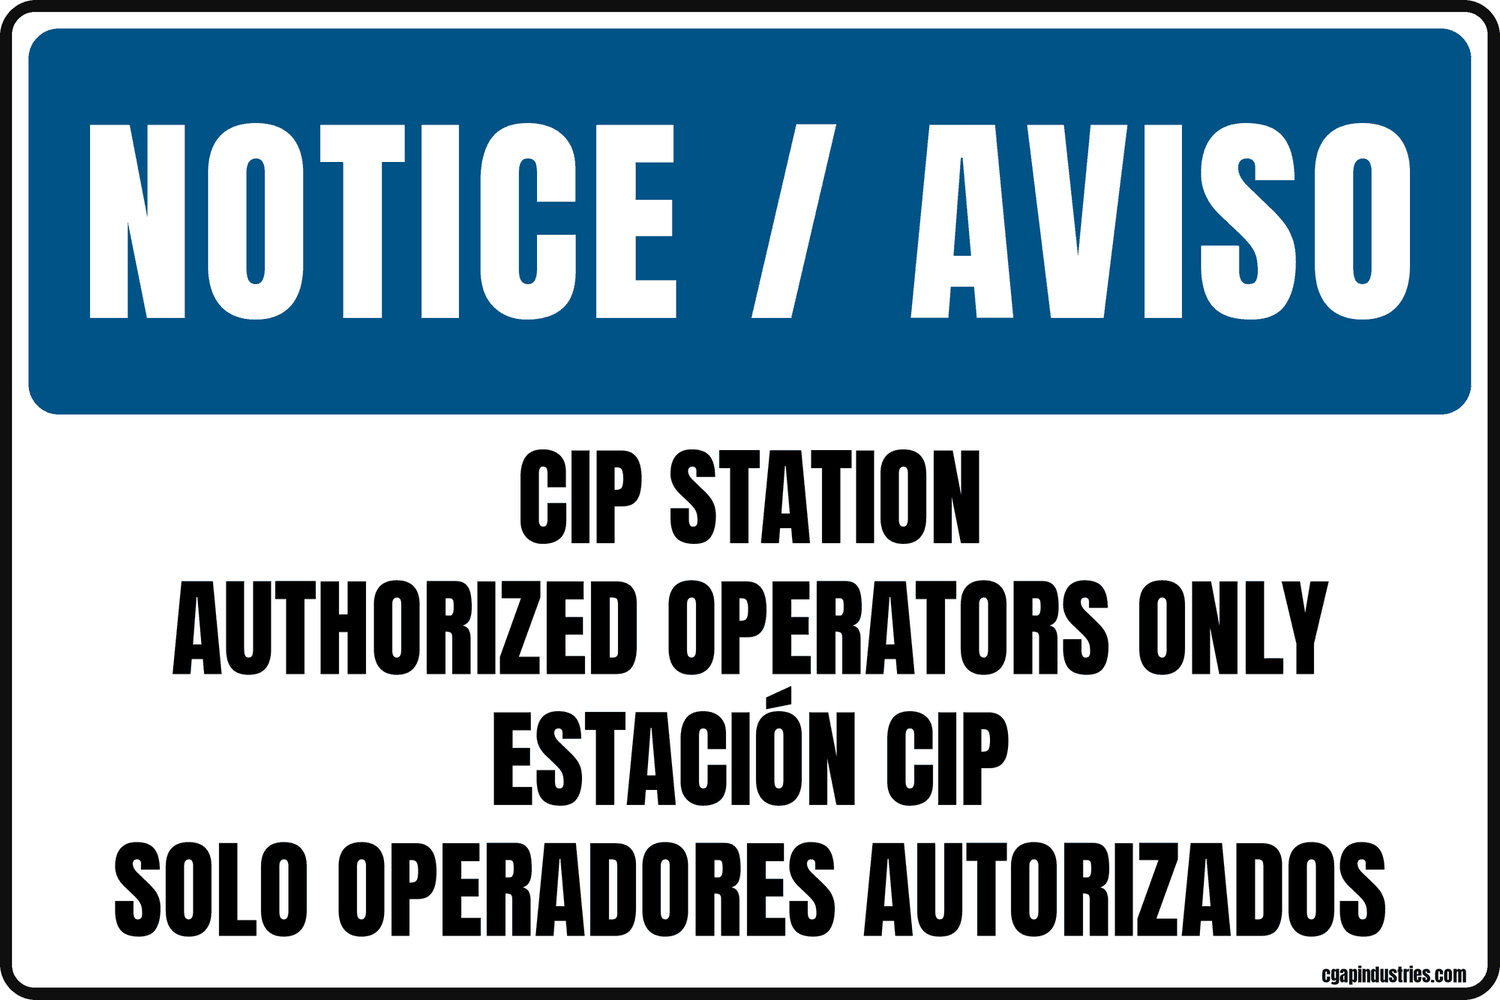 NOTICE / AVISO
CIP STATION
AUTHORIZED OPERATORS ONLY
ESTACIÓN CIP
SOLO OPERADORES AUTORIZADOS
cgapindustries.com